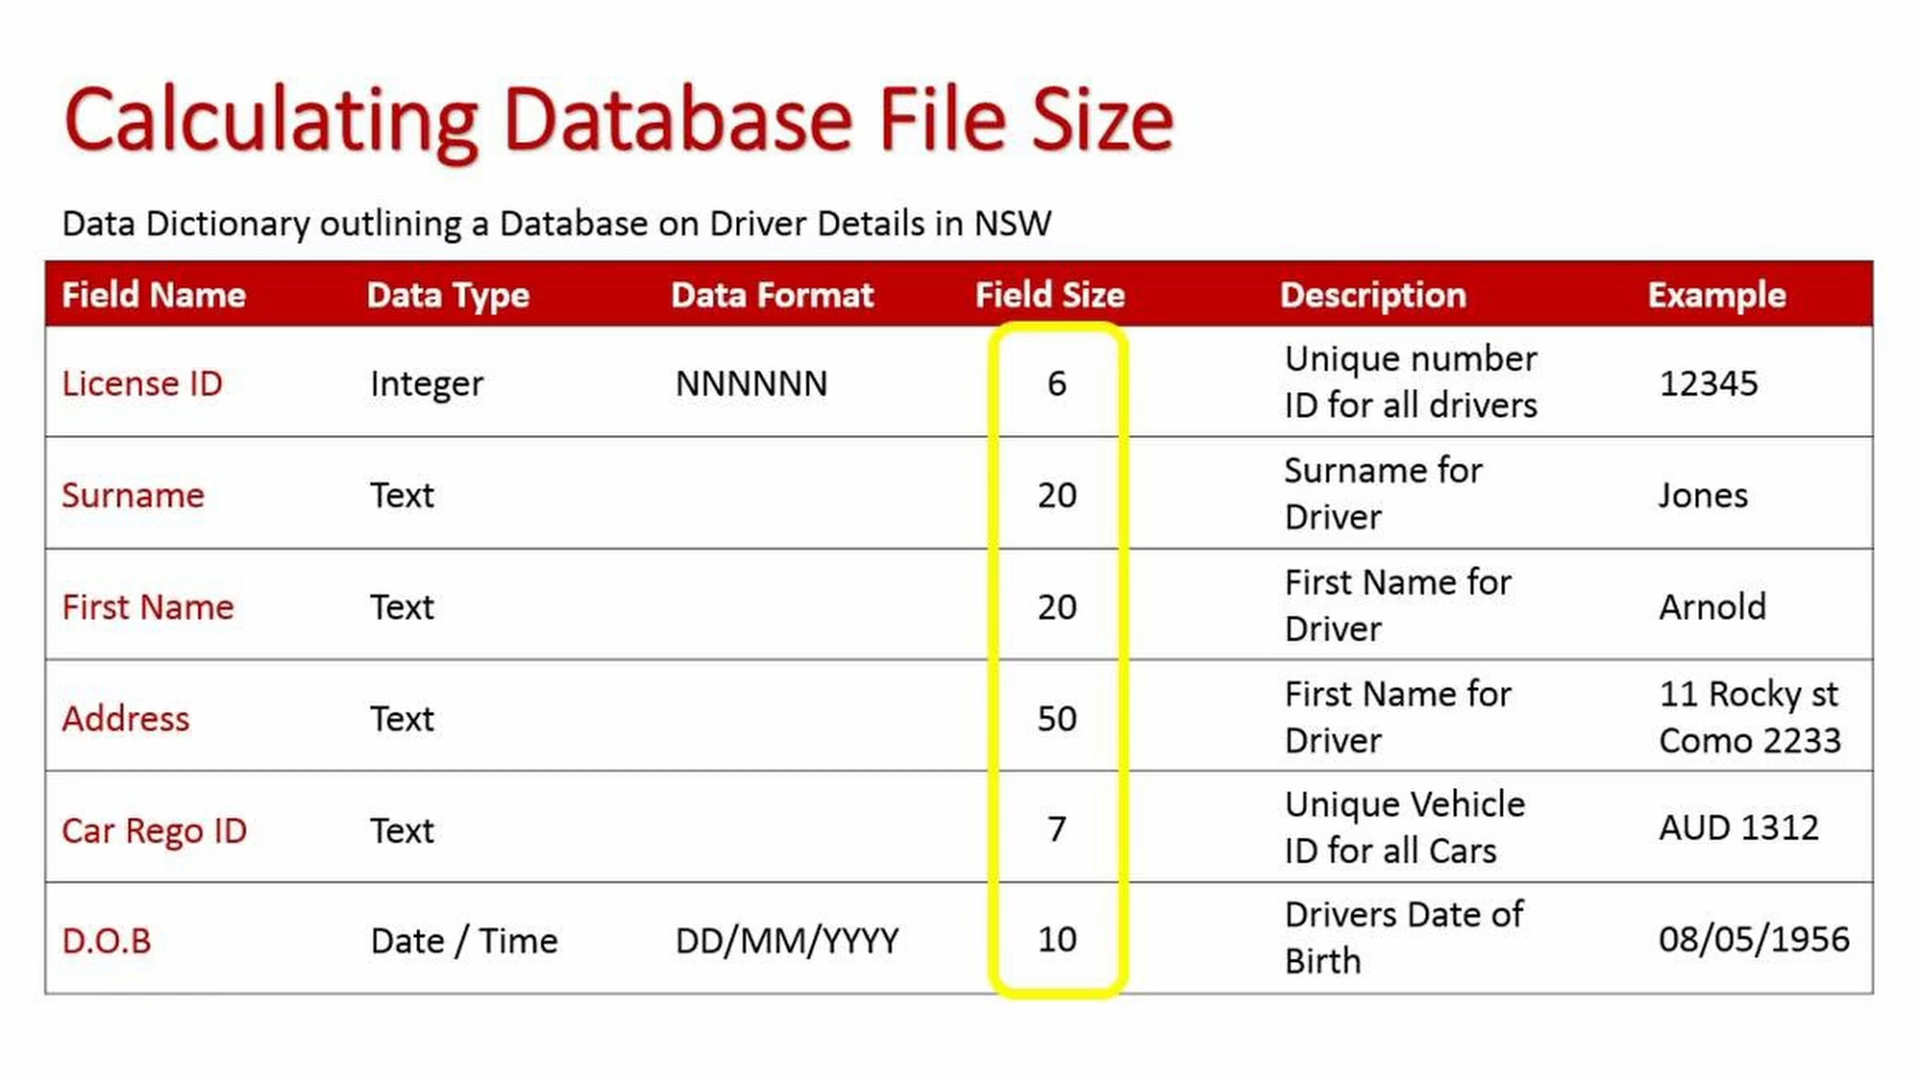 Calculating Database File Size
Data Dictionary outlining a Database on Driver Details in NSW
Field Name Data Type Data Format Field Size Description Example
License ID Integer NNNNNN 6 Unique number ID for all drivers 12345
Surname Text 20 Surname for Driver Jones
First Name Text 20 First Name for Driver Arnold
Address Text 50 First Name for Driver 11 Rocky st Como 2233
Car Rego ID Text 7 Unique Vehicle ID for all Cars AUD 1312
D.O.B Date / Time DD/MM/YYYY 10 Drivers Date of Birth 08/05/1956